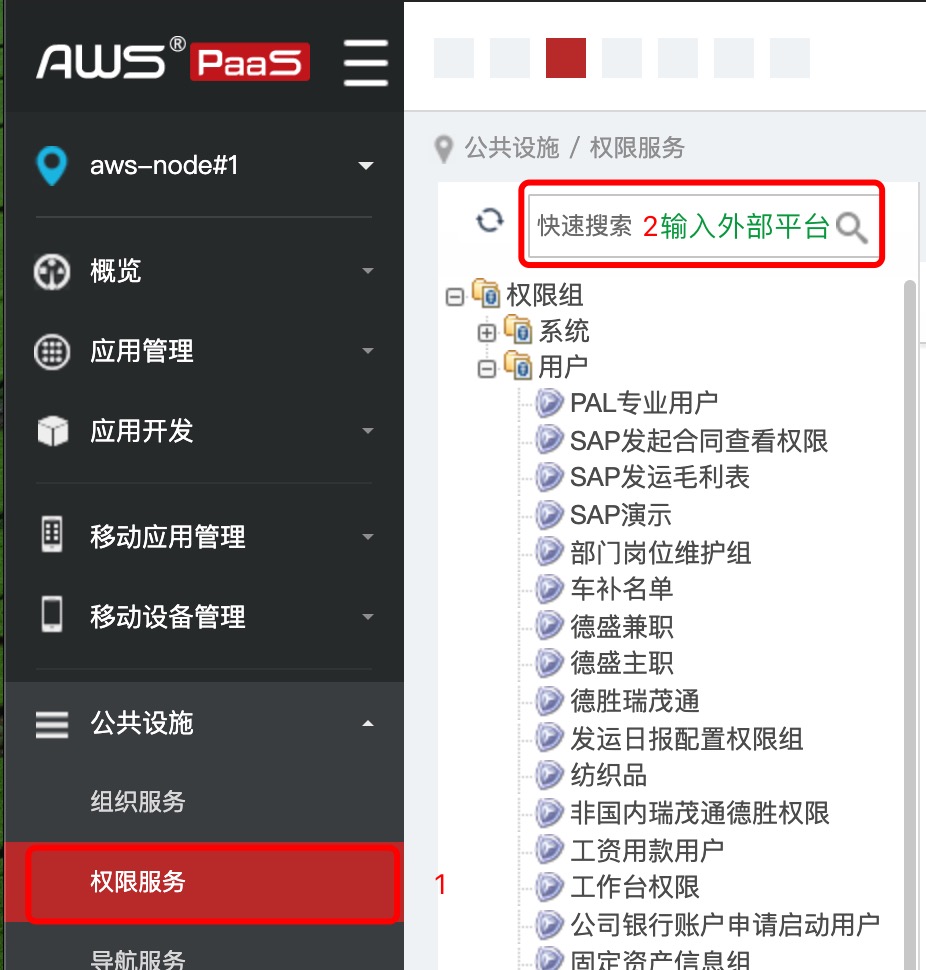 AWS® PaaS
aws-node#1
概览
应用管理
应用开发
移动应用管理
移动设备管理
公共设施
组织服务
权限服务
1
导航服务
公共设施 / 权限服务
快速搜索 2输入外部平台
权限组
系统
用户
PAL专业用户
SAP发起合同查看权限
SAP发运毛利表
SAP演示
部门岗位维护组
车补名单
德盛兼职
德盛主职
德胜瑞茂通
发运日报配置权限组
纺织品
非国内瑞茂通德胜权限
工资用款用户
工作台权限
公司银行账户申请启动用户
固定资产信息组